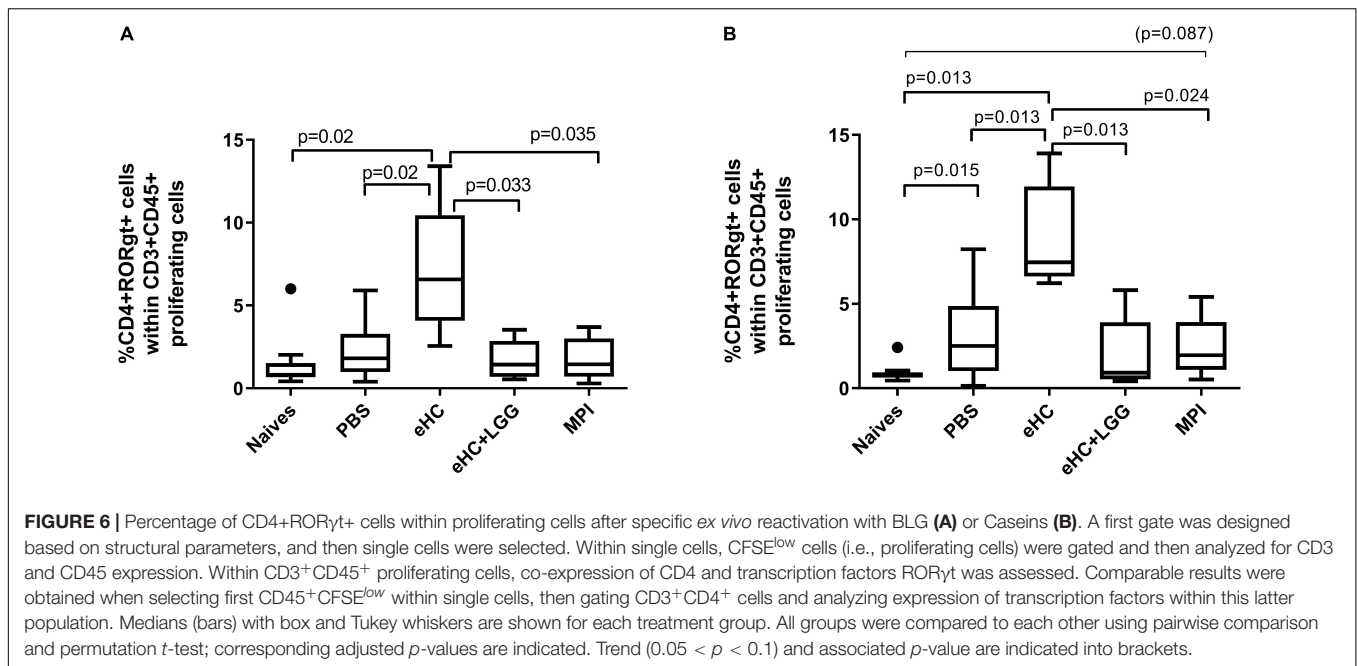 A
B
(p=0.087)
p=0.013
p=0.024
p=0.013
p=0.013
p=0.015
p=0.02
p=0.035
p=0.02
p=0.033
%CD4+RORgt+ cells
within CD3+CD45+
proliferating cells
15
10
5
0
Naives
PBS
eHC
eHC+LGG
MPI
%CD4+RORgt+ cells
within CD3+CD45+
proliferating cells
15
10
5
0
Naives
PBS
eHC
eHC+LGG
MPI
FIGURE 6 | Percentage of CD4+RORγt+ cells within proliferating cells after specific ex vivo reactivation with BLG (A) or Caseins (B). A first gate was designed
based on structural parameters, and then single cells were selected. Within single cells, CFSElow cells (i.e., proliferating cells) were gated and then analyzed for CD3
and CD45 expression. Within CD3+CD45+ proliferating cells, co-expression of CD4 and transcription factors RORγt was assessed. Comparable results were
obtained when selecting first CD45+CFSElow within single cells, then gating CD3+CD4+ cells and analyzing expression of transcription factors within this latter
population. Medians (bars) with box and Tukey whiskers are shown for each treatment group. All groups were compared to each other using pairwise comparison
and permutation t-test; corresponding adjusted p-values are indicated. Trend (0.05 < p < 0.1) and associated p-value are indicated into brackets.